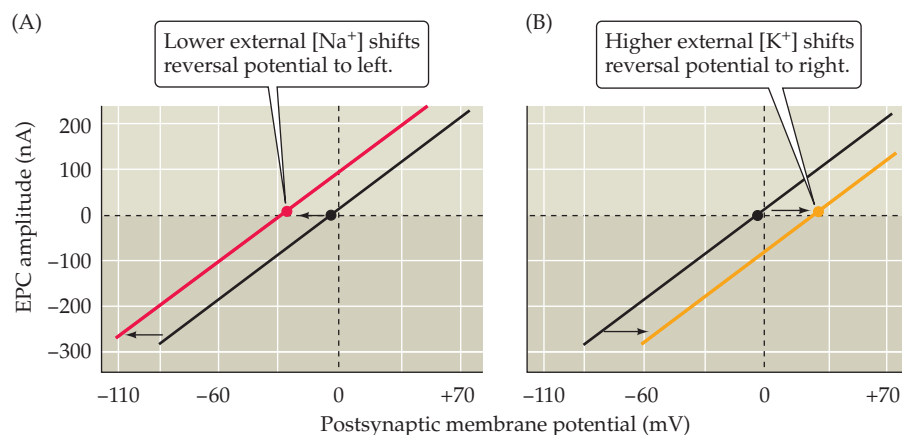 (A)
Lower external [Na⁺] shifts
reversal potential to left.
EPC amplitude (nA)
200
100
0
−100
−200
−300
−110
−60
0
+70
(B)
Higher external [K⁺] shifts
reversal potential to right.
−110
−60
0
+70
Postsynaptic membrane potential (mV)